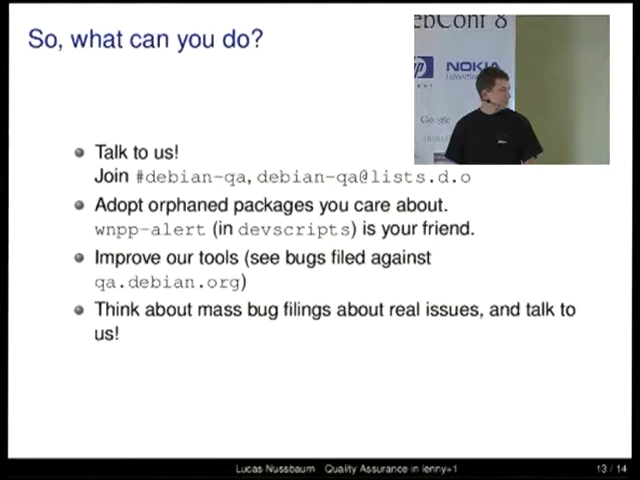 So, what can you do?
ebConf 8
NOKIA
Google
Talk to us!
Join #debian-qa, debian-qa@lists.d.o
Adopt orphaned packages you care about.
wnpp-alert (in devscripts) is your friend.
Improve our tools (see bugs filed against
qa.debian.org)
Think about mass bug filings about real issues, and talk to
us!
Lucas Nussbaum Quality Assurance in lenny+1
13 / 14